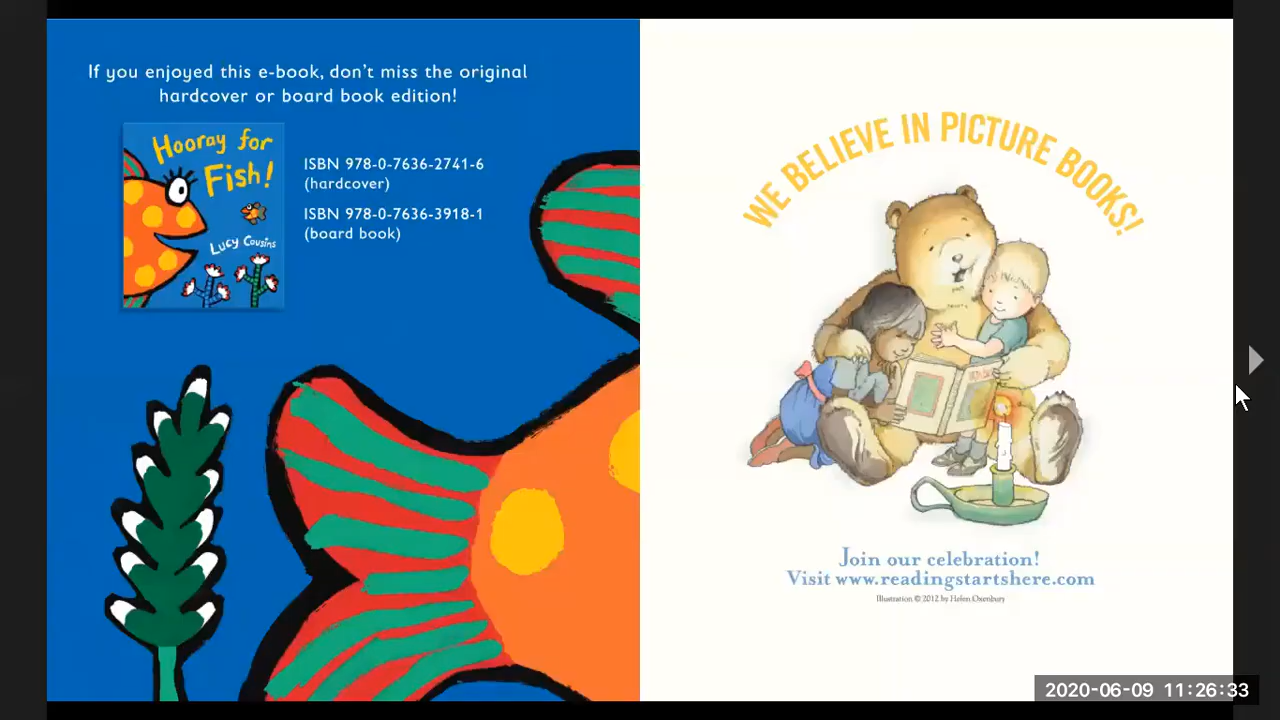 If you enjoyed this e-book, don't miss the original
hardcover or board book edition!
Hooray for
Fish!
Lucy Cousins
ISBN 978-0-7636-2741-6
(hardcover)
ISBN 978-0-7636-3918-1
(board book)
WE BELIEVE IN PICTURE BOOKS!
Join our celebration!
Visit www.readingstartshere.com
Illustration © 2012 by Helen Oxenbury
2020-06-09 11:26:33